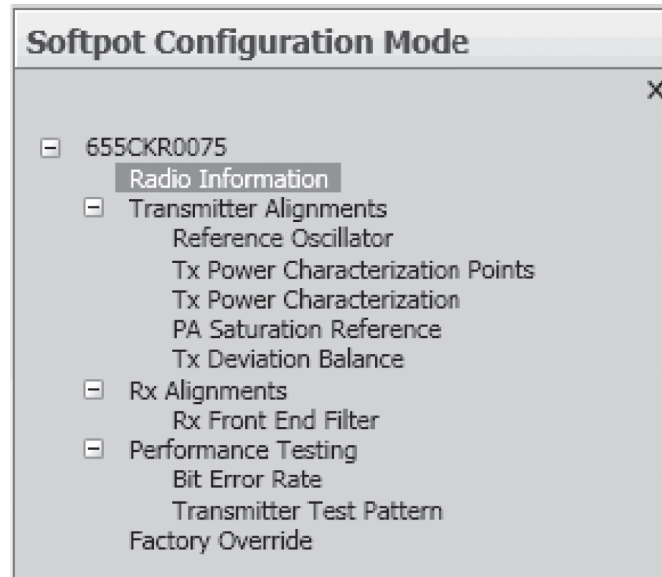 Softpot Configuration Mode
X
655CKR0075
Radio Information
Transmitter Alignments
Reference Oscillator
Tx Power Characterization Points
Tx Power Characterization
PA Saturation Reference
Tx Deviation Balance
Rx Alignments
Rx Front End Filter
Performance Testing
Bit Error Rate
Transmitter Test Pattern
Factory Override